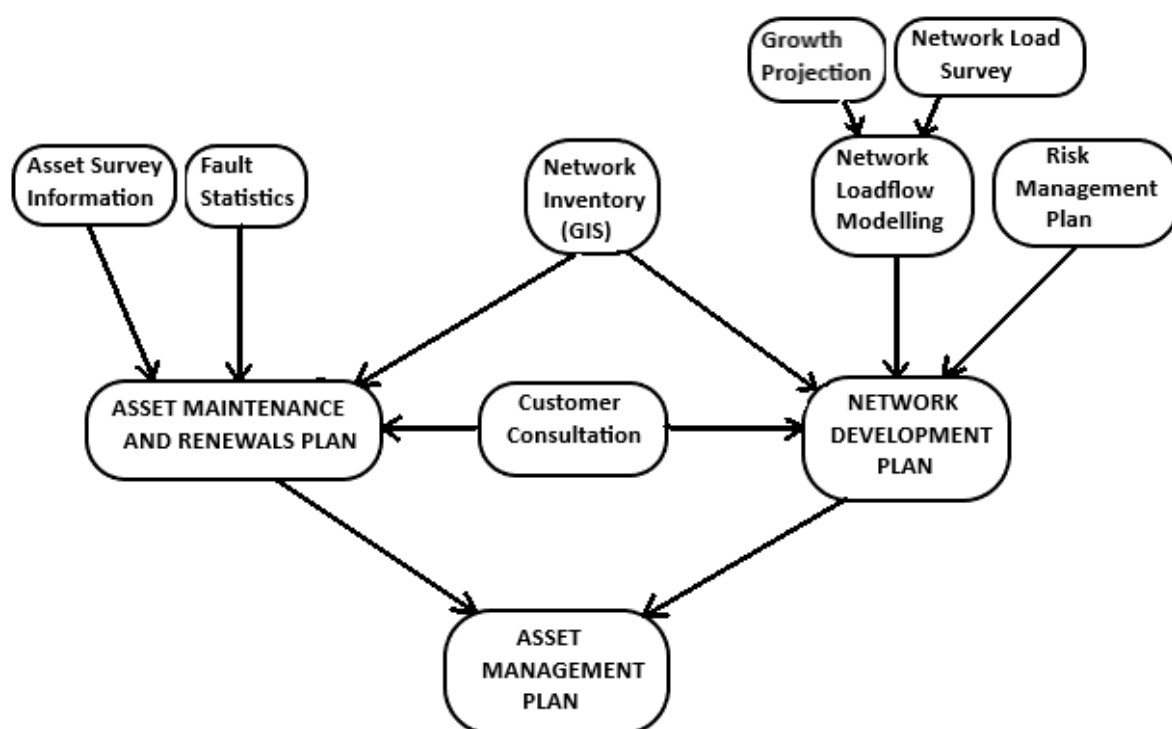 Growth
Projection
Network Load
Survey
Asset Survey
Information
Fault
Statistics
Network
Inventory
(GIS)
Network
Loadflow
Modelling
Risk
Management
Plan
ASSET MAINTENANCE
AND RENEWALS PLAN
Customer
Consultation
NETWORK
DEVELOPMENT
PLAN
ASSET
MANAGEMENT
PLAN